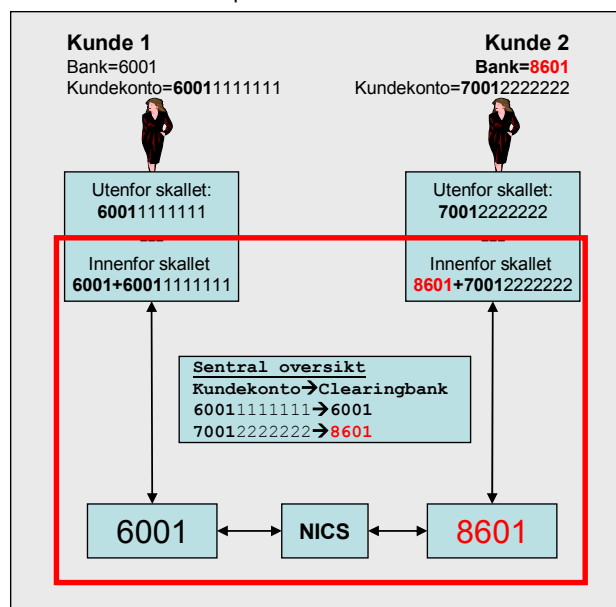 Kunde 1
Bank=6001
Kundekonto=60011111111
Kunde 2
Bank=8601
Kundekonto=70012222222
Utenfor skallet:
60011111111
---
Innenfor skallet
6001+60011111111
Utenfor skallet:
70012222222
---
Innenfor skallet
8601+70012222222
Sentral oversikt
Kundekonto→Clearingbank
60011111111→6001
70012222222→8601
6001
NICS
8601